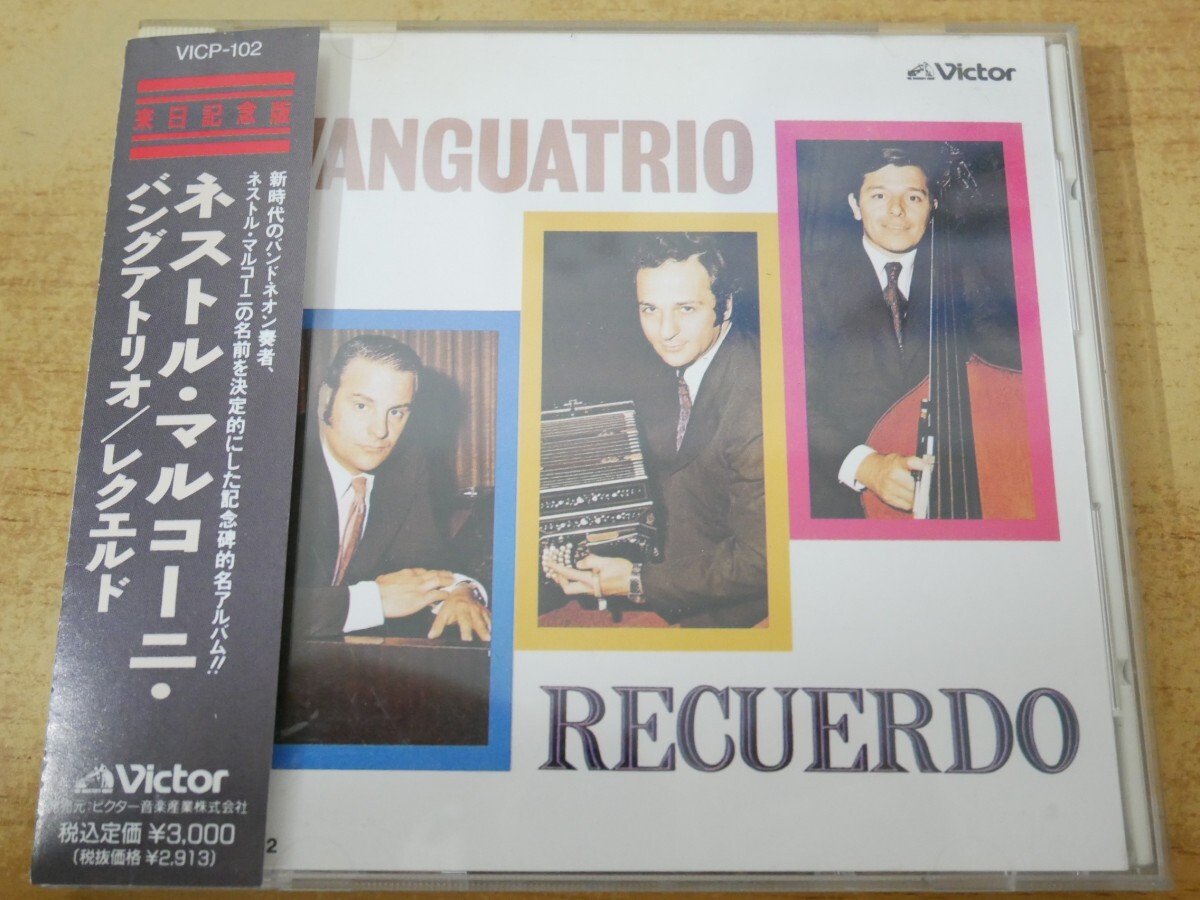 VICP-102
来日記念版
新時代のバンドネオン奏者、
ネストル・マルコーニの名前を決定的にした記念碑的名アルバム!!
ネストル・マルコーニ・
バングアトリオ/レクエルド
Victor
発売元:ビクター音楽産業株式会社
税込定価 ¥3,000
(税抜価格 ¥2,913)
Victor
VANGUATRIO
RECUERDO
2